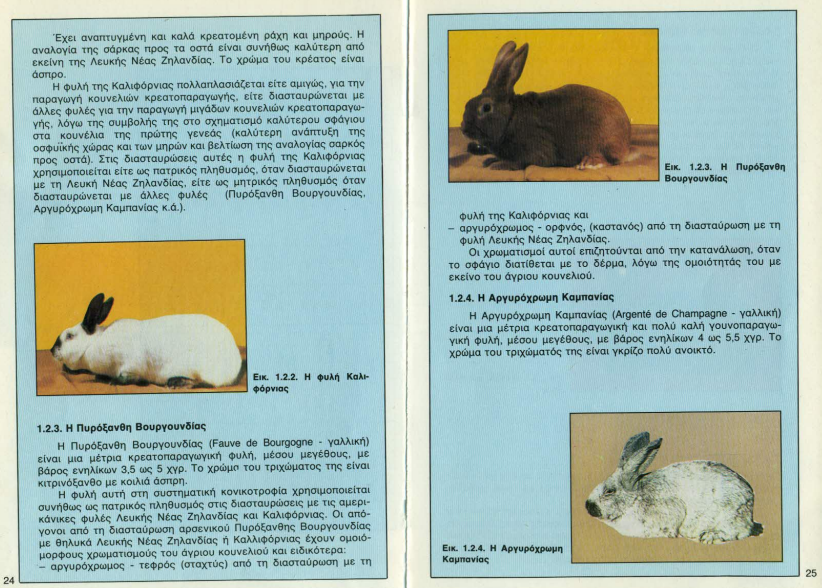 Έχει αναπτυγμένη και καλά κρεατομένη ράχη και μηρούς. Η
αναλογία της σάρκας προς τα οστά είναι συνήθως καλύτερη από
εκείνη της Λευκής Νέας Ζηλανδίας. Το χρώμα του κρέατος είναι
άσπρο.
Η φυλή της Καλιφόρνιας πολλαπλασιάζεται είτε αμιγώς, για την
παραγωγή κουνελιών κρεατοπαραγωγής, είτε διασταυρώνεται με
άλλες φυλές για την παραγωγή μιγάδων κουνελιών κρεατοπαραγω-
γής, λόγω της συμβολής της στο σχηματισμό καλύτερου σφάγιου
στα κουνέλια της πρώτης γενεάς (καλύτερη ανάπτυξη της
οσφυϊκής χώρας και των μηρών και βελτίωση της αναλογίας σαρκός
προς οστά). Στις διασταυρώσεις αυτές η φυλή της Καλιφόρνιας
χρησιμοποιείται είτε ως πατρικός πληθυσμός, όταν διασταυρώνεται
με τη Λευκή Νέας Ζηλανδίας, είτε ως μητρικός πληθυσμός όταν
διασταυρώνεται με άλλες φυλές (Πυρόξανθη Βουργουνδίας,
Αργυρόχρωμη Καμπανίας κ.ά.).
Εικ. 1.2.2. Η φυλή Καλι-
φόρνιας
1.2.3. Η Πυρόξανθη Βουργουνδίας
Η Πυρόξανθη Βουργουνδίας (Fauve de Bourgogne - γαλλική)
είναι μια μέτρια κρεατοπαραγωγική φυλή, μέσου μεγέθους, με
βάρος ενηλίκων 3,5 ως 5 χγρ. Το χρώμα του τριχώματος της είναι
κιτρινόξανθο με κοιλιά άσπρη.
Η φυλή αυτή στη συστηματική κονικοτροφία χρησιμοποιείται
συνήθως ως πατρικός πληθυσμός στις διασταυρώσεις με τις αμερι-
κάνικες φυλές Λευκής Νέας Ζηλανδίας και Καλιφόρνιας. Οι από-
γονοι από τη διασταύρωση αρσενικού Πυρόξανθης Βουργουνδίας
με θηλυκά Λευκής Νέας Ζηλανδίας ή Καλλιφόρνιας έχουν ομοιό-
μορφους χρωματισμούς του άγριου κουνελιού και ειδικότερα:
– αργυρόχρωμος - τεφρός (σταχτύς) από τη διασταύρωση με τη
24
Εικ. 1.2.3. Η Πυρόξανθη
Βουργουνδίας
φυλή της Καλιφόρνιας και
– αργυρόχρωμος - ορφνός, (καστανός) από τη διασταύρωση με τη
φυλή Λευκής Νέας Ζηλανδίας.
Οι χρωματισμοί αυτοί επιζητούνται από την κατανάλωση, όταν
το σφάγιο διατίθεται με το δέρμα, λόγω της ομοιότητάς του με
εκείνο του άγριου κουνελιού.
1.2.4. Η Αργυρόχρωμη Καμπανίας
Η Αργυρόχρωμη Καμπανίας (Argenté de Champagne - γαλλική)
είναι μια μέτρια κρεατοπαραγωγική και πολύ καλή γουνοπαραγω-
γική φυλή, μέσου μεγέθους, με βάρος ενηλίκων 4 ως 5,5 χγρ. Το
χρώμα του τριχώματός της είναι γκρίζο πολύ ανοικτό.
Εικ. 1.2.4. Η Αργυρόχρωμη
Καμπανίας
25